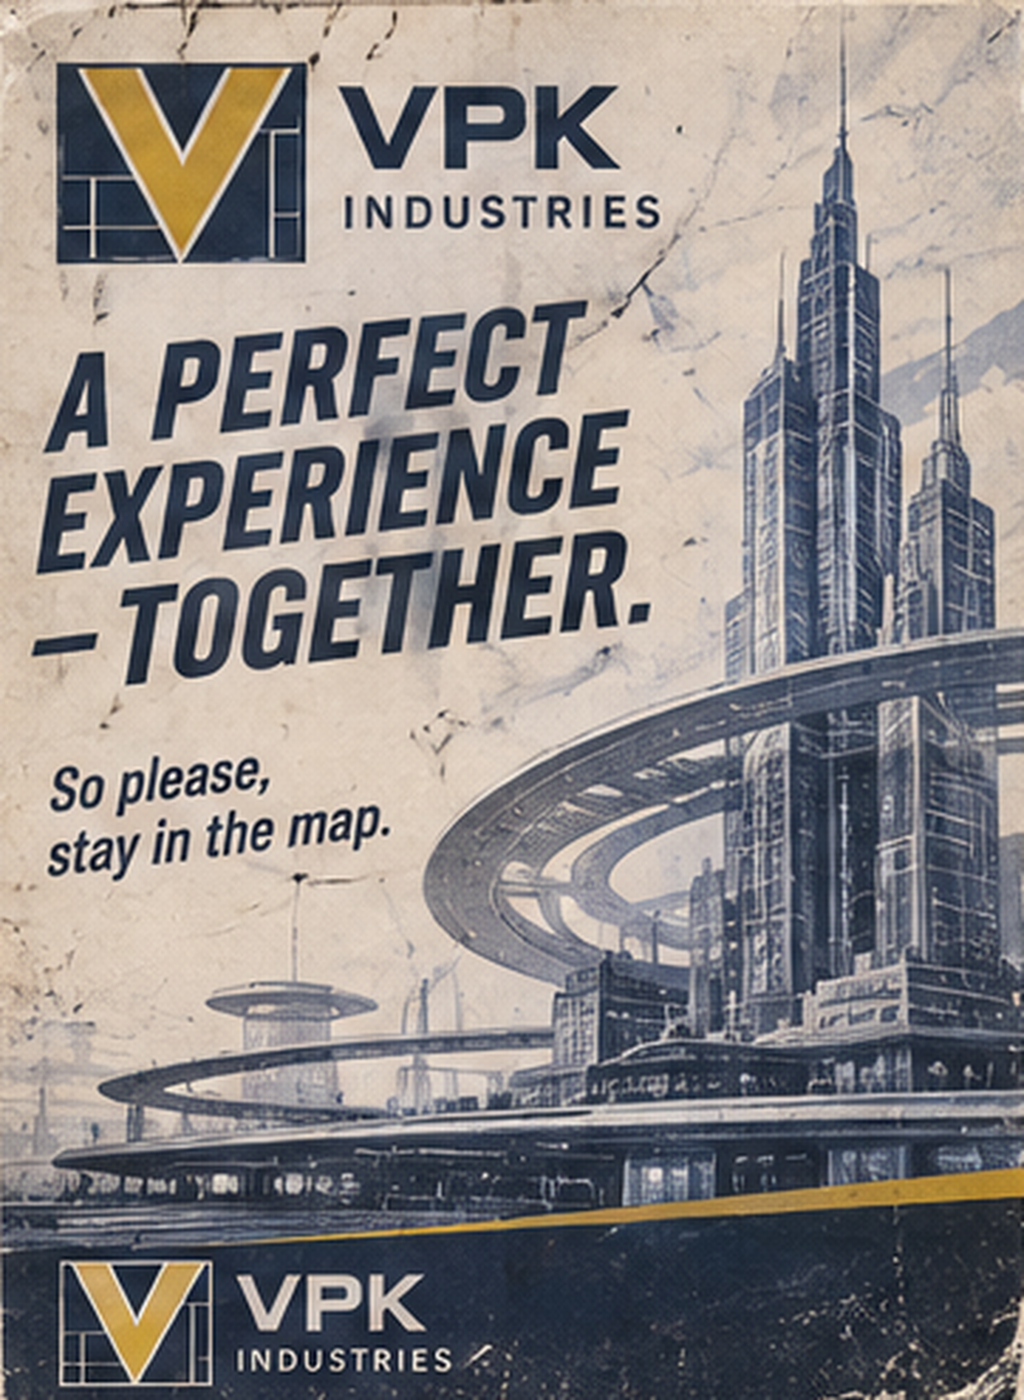 VPK
INDUSTRIES
A PERFECT
EXPERIENCE
– TOGETHER.
So please,
stay in the map.
VPK
INDUSTRIES